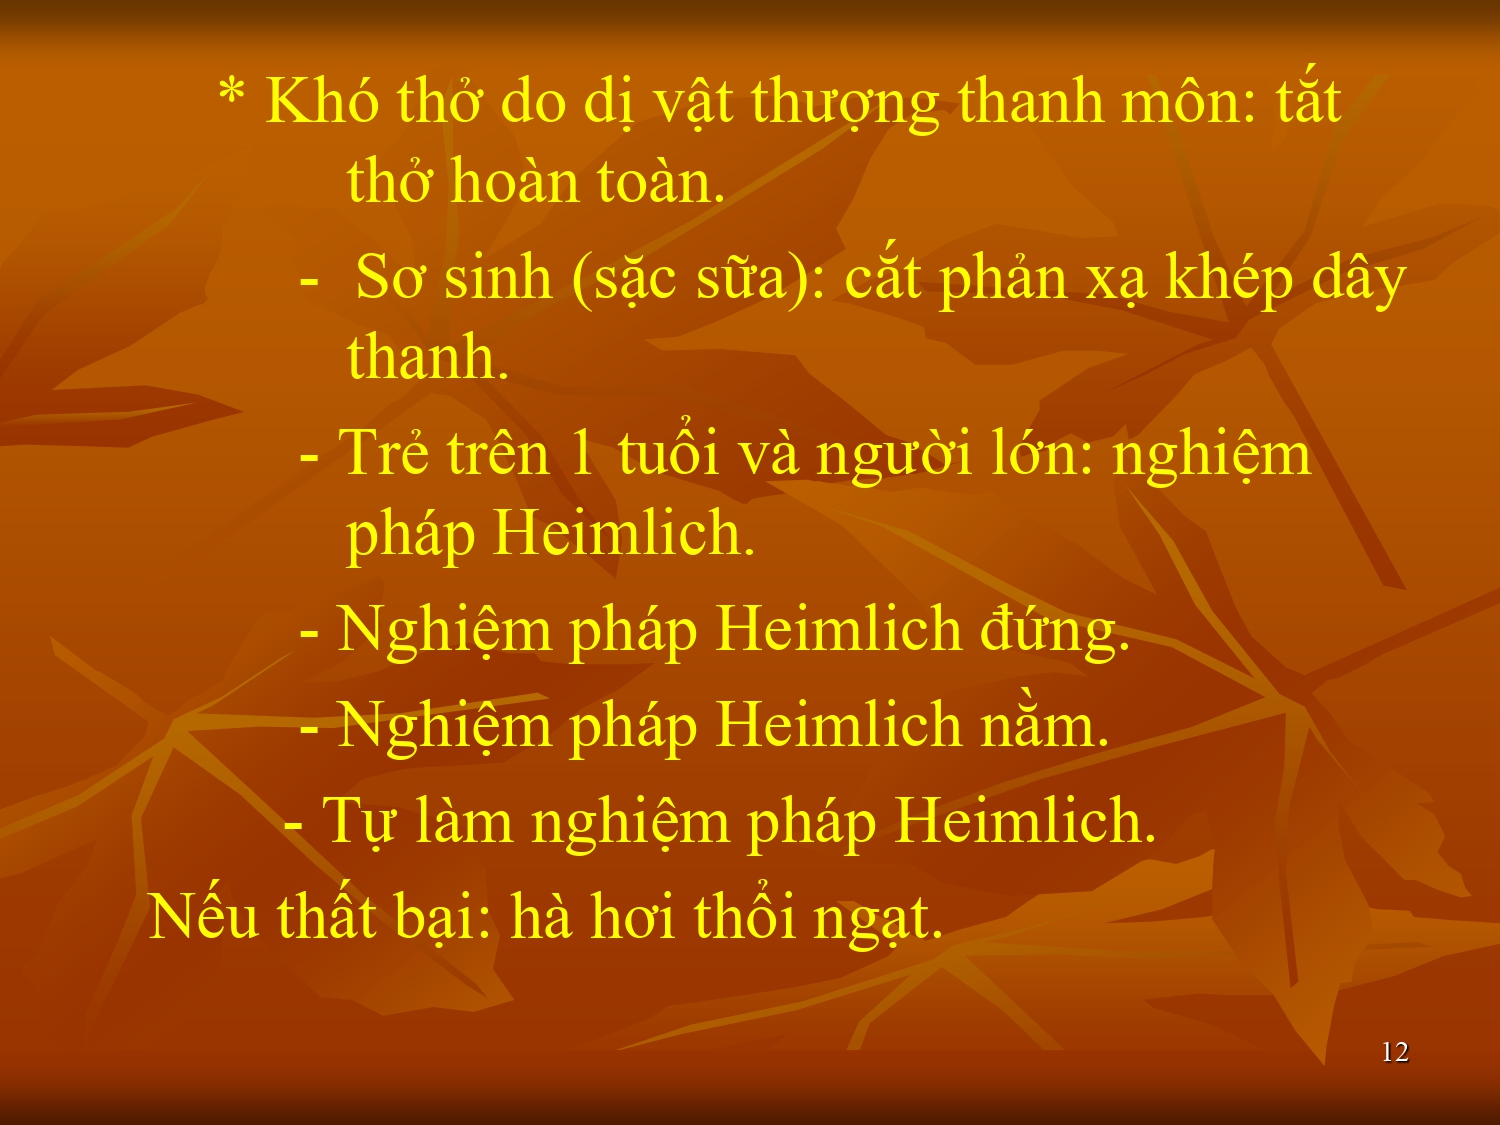 * Khó thở do dị vật thượng thanh môn: tắt
thở hoàn toàn.
- Sơ sinh (sặc sữa): cắt phản xạ khép dây
thanh.
- Trẻ trên 1 tuổi và người lớn: nghiệm
pháp Heimlich.
- Nghiệm pháp Heimlich đứng.
- Nghiệm pháp Heimlich nằm.
- Tự làm nghiệm pháp Heimlich.
Nếu thất bại: hà hơi thổi ngạt.
12